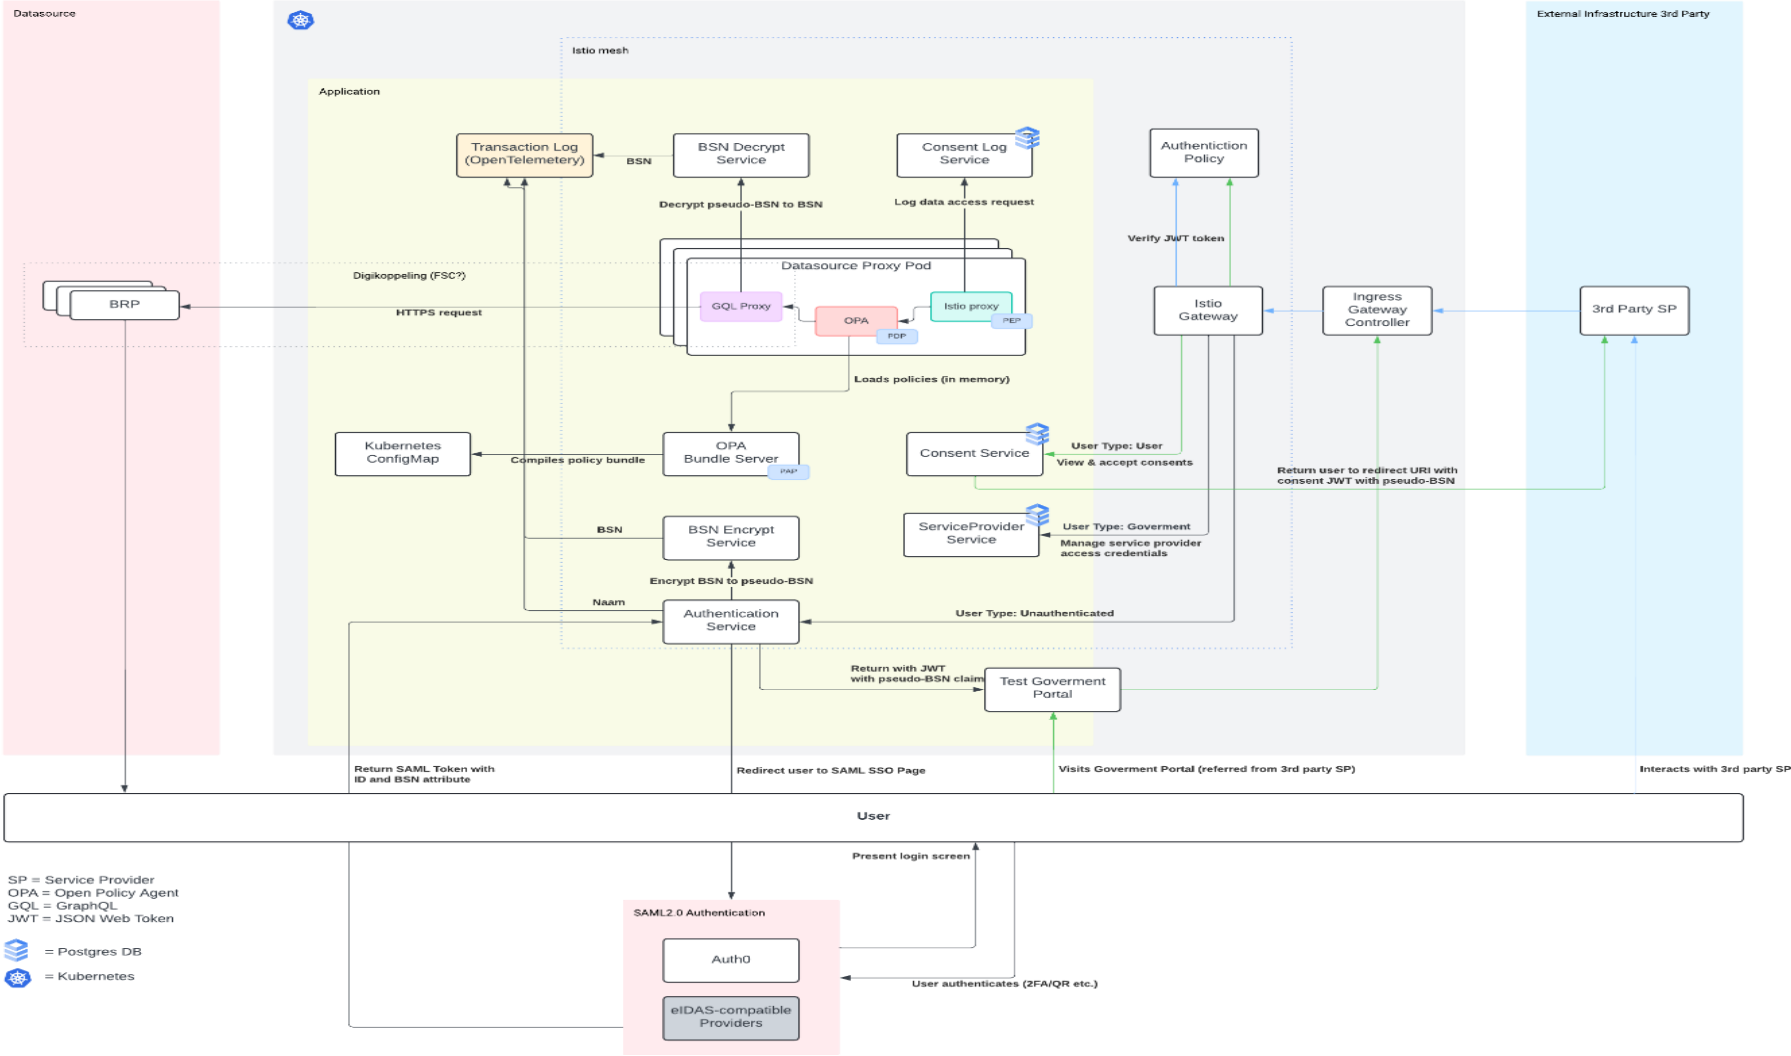 Datasource
External Infrastructure 3rd Party
Istio mesh
Application
Transaction Log
(OpenTelemetery)
BSN
BSN Decrypt
Service
Consent Log
Service
Authentiction
Policy
Decrypt pseudo-BSN to BSN
Log data access request
Verify JWT token
Digikoppeling (FSC?)
Datasource Proxy Pod
BRP
HTTPS request
GQL Proxy
OPA
PDP
Istio proxy
PEP
Istio
Gateway
Ingress
Gateway
Controller
3rd Party SP
Loads policies (in memory)
Kubernetes
ConfigMap
Compiles policy bundle
OPA
Bundle Server
PAP
Consent Service
User Type: User
View & accept consents
Return user to redirect URI with
consent JWT with pseudo-BSN
BSN
BSN Encrypt
Service
ServiceProvider
Service
User Type: Goverment
Manage service provider
access credentials
Encrypt BSN to pseudo-BSN
Naam
Authentication
Service
User Type: Unauthenticated
Return with JWT
with pseudo-BSN claim
Test Goverment
Portal
Return SAML Token with
ID and BSN attribute
Redirect user to SAML SSO Page
Visits Goverment Portal (referred from 3rd party SP)
Interacts with 3rd party SP
User
Present login screen
SP = Service Provider
OPA = Open Policy Agent
GQL = GraphQL
JWT = JSON Web Token
= Postgres DB
= Kubernetes
SAML2.0 Authentication
Auth0
User authenticates (2FA/QR etc.)
eIDAS-compatible
Providers